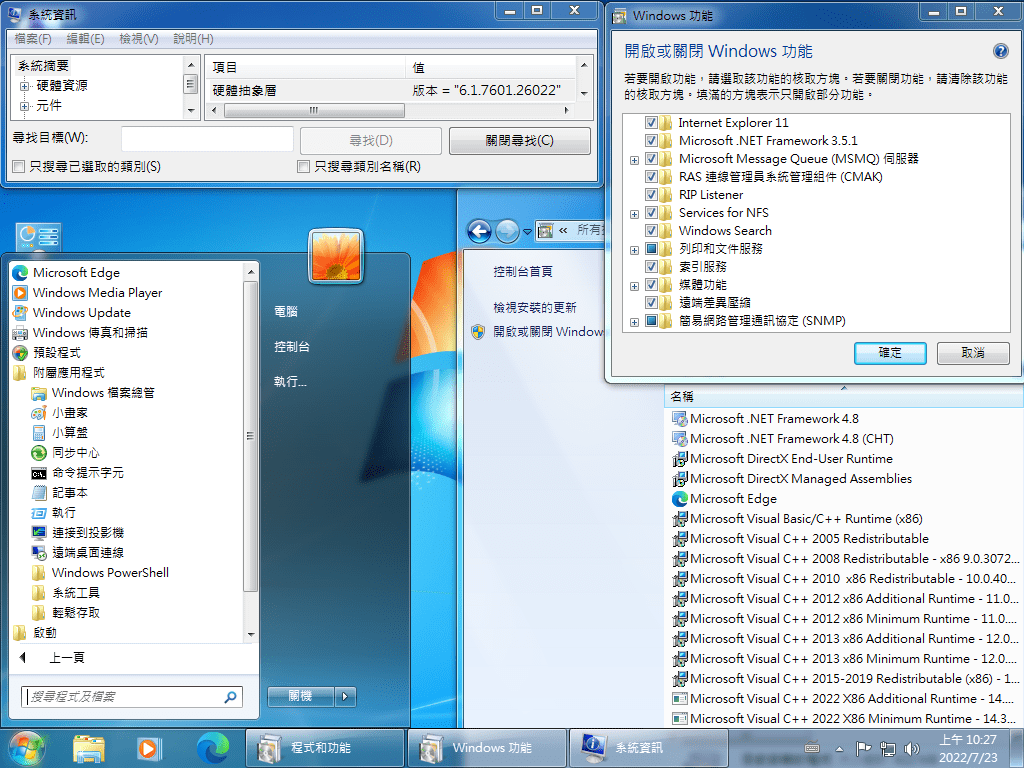 系統資訊
檔案(F) 編輯(E) 檢視(V) 說明(H)
系統摘要
硬體資源
元件
項目 值
硬體抽象層 版本 = "6.1.7601.26022"
尋找目標(W):
尋找(D)
關閉尋找(C)
只搜尋已選取的類別(S)
只搜尋類別名稱(R)
Windows 功能
開啟或關閉 Windows 功能
若要開啟功能，請選取該功能的核取方塊。若要關閉功能，請清除該功能
的核取方塊。填滿的方塊表示只開啟部分功能。
Internet Explorer 11
Microsoft .NET Framework 3.5.1
Microsoft Message Queue (MSMQ) 伺服器
RAS 連線管理員系統管理組件 (CMAK)
RIP Listener
Services for NFS
Windows Search
列印和文件服務
索引服務
媒體功能
遠端差異壓縮
簡易網路管理通訊協定 (SNMP)
確定
取消
Microsoft Edge
Windows Media Player
Windows Update
Windows 傳真和掃描
預設程式
附屬應用程式
Windows 檔案總管
小畫家
小算盤
同步中心
命令提示字元
記事本
執行
連接到投影機
遠端桌面連線
Windows PowerShell
系統工具
輕鬆存取
啟動
上一頁
搜尋程式及檔案
電腦
控制台
執行...
關機
« 所有
控制台首頁
檢視安裝的更新
開啟或關閉 Windows
名稱
Microsoft .NET Framework 4.8
Microsoft .NET Framework 4.8 (CHT)
Microsoft DirectX End-User Runtime
Microsoft DirectX Managed Assemblies
Microsoft Edge
Microsoft Visual Basic/C++ Runtime (x86)
Microsoft Visual C++ 2005 Redistributable
Microsoft Visual C++ 2008 Redistributable - x86 9.0.3072...
Microsoft Visual C++ 2010  x86 Redistributable - 10.0.40...
Microsoft Visual C++ 2012 x86 Additional Runtime - 11.0...
Microsoft Visual C++ 2012 x86 Minimum Runtime - 11.0....
Microsoft Visual C++ 2013 x86 Additional Runtime - 12.0...
Microsoft Visual C++ 2013 x86 Minimum Runtime - 12.0....
Microsoft Visual C++ 2015-2019 Redistributable (x86) - 1...
Microsoft Visual C++ 2022 X86 Additional Runtime - 14....
Microsoft Visual C++ 2022 X86 Minimum Runtime - 14.3...
程式和功能
Windows 功能
系統資訊
上午 10:27
2022/7/23